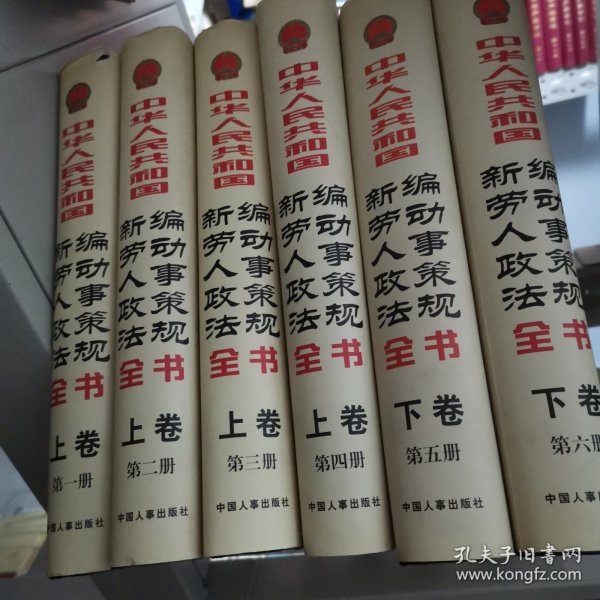 中华人民共和国
新编劳动人事政策法规
全书
上卷
第一册
中国人事出版社
中华人民共和国
新编劳动人事政策法规
全书
上卷
第二册
中国人事出版社
中华人民共和国
新编劳动人事政策法规
全书
上卷
第三册
中国人事出版社
中华人民共和国
新编劳动人事政策法规
全书
上卷
第四册
中国人事出版社
中华人民共和国
新编劳动人事政策法规
全书
下卷
第五册
中国人事出版社
中华人民共和国
新编劳动人事政策法规
全书
下卷
第六册
孔夫子旧书网
www.kongfz.com